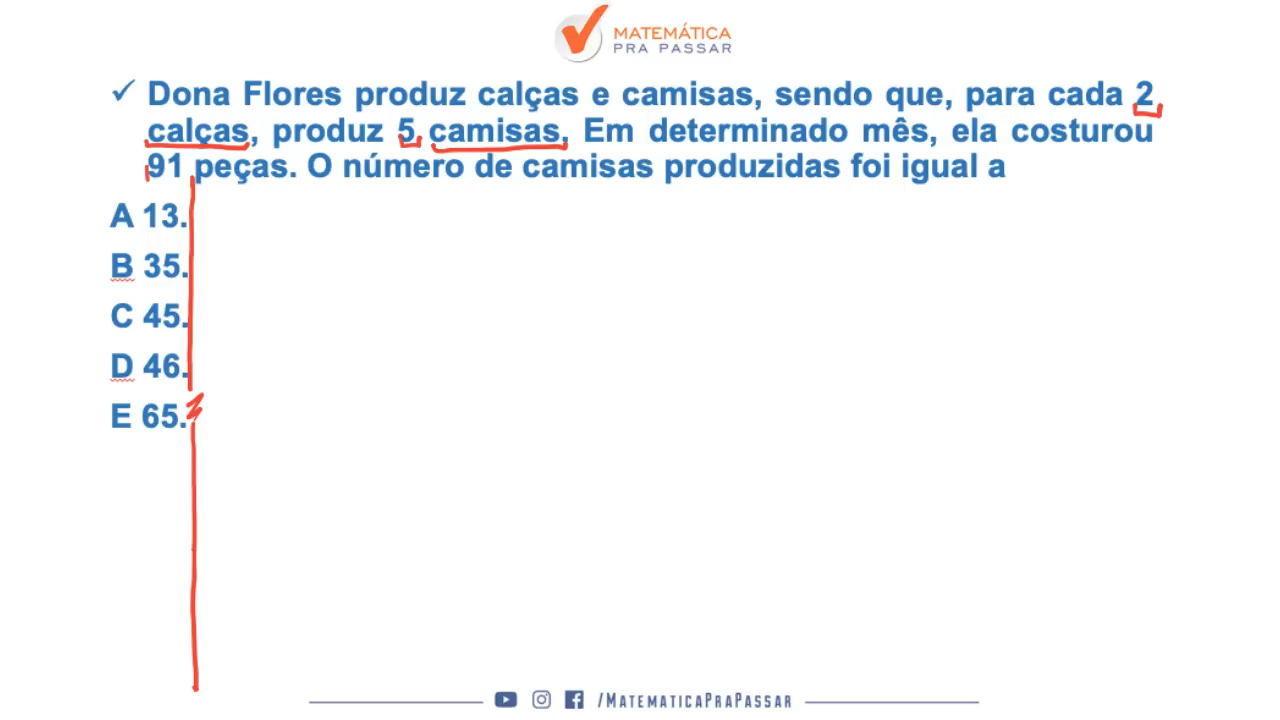 MATEMÁTICA
PRA PASSAR
✓ Dona Flores produz calças e camisas, sendo que, para cada 2
calças, produz 5 camisas. Em determinado mês, ela costurou
91 peças. O número de camisas produzidas foi igual a
A 13.
B 35.
C 45.
D 46.
E 65.
/MATEMATICAPRAPASSAR